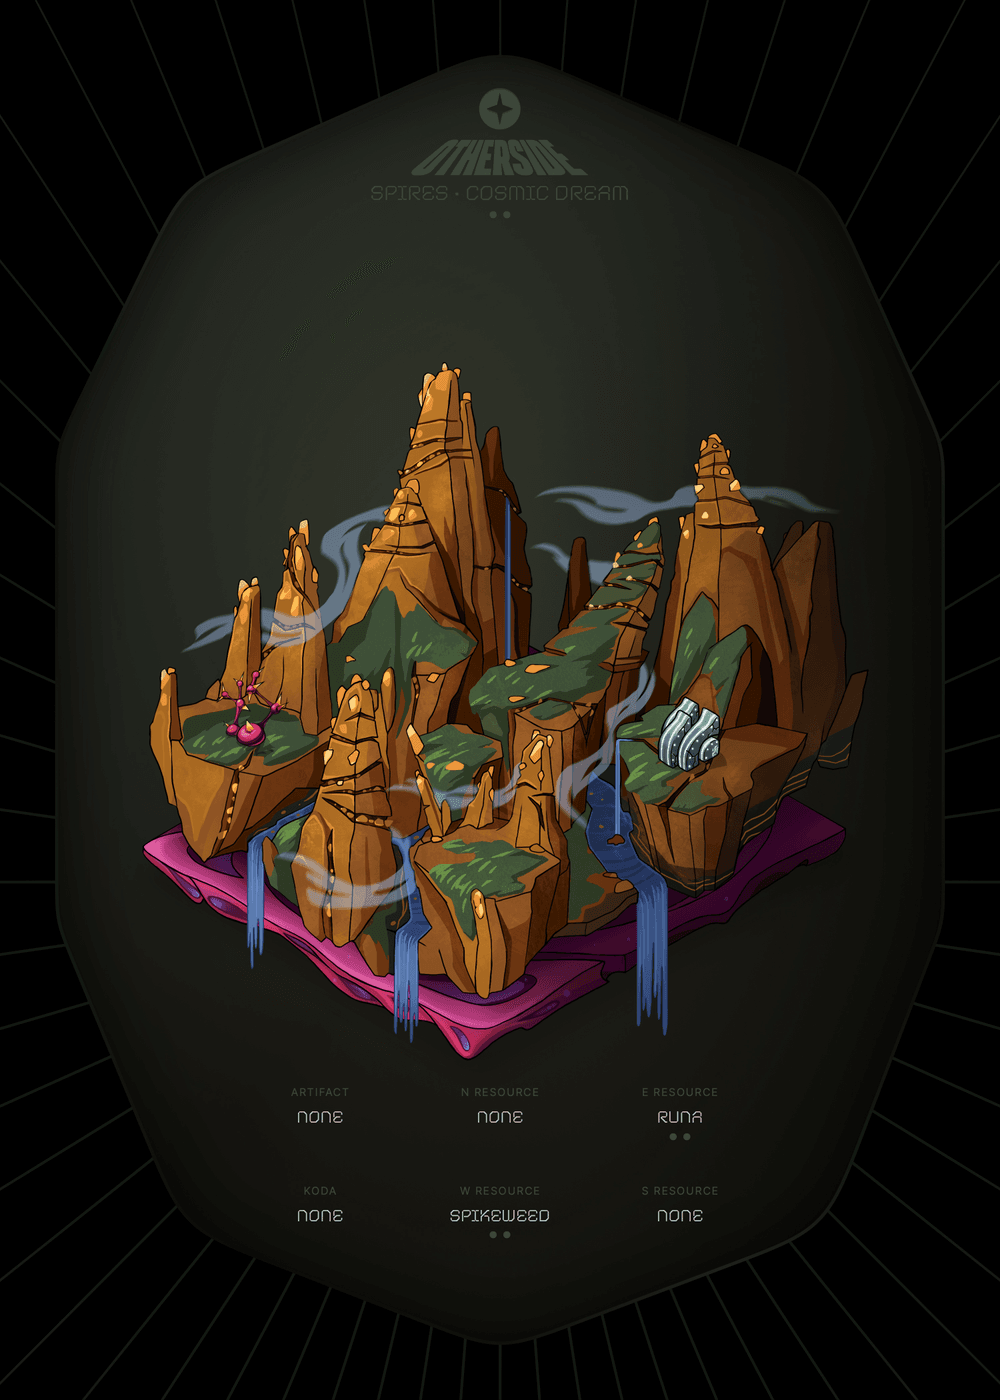 OTHERSIDE
SPIRES · COSMIC DREAM
ARTIFACT N RESOURCE E RESOURCE
NONE NONE RUNA
KODA W RESOURCE S RESOURCE
NONE SPIKEWEED NONE